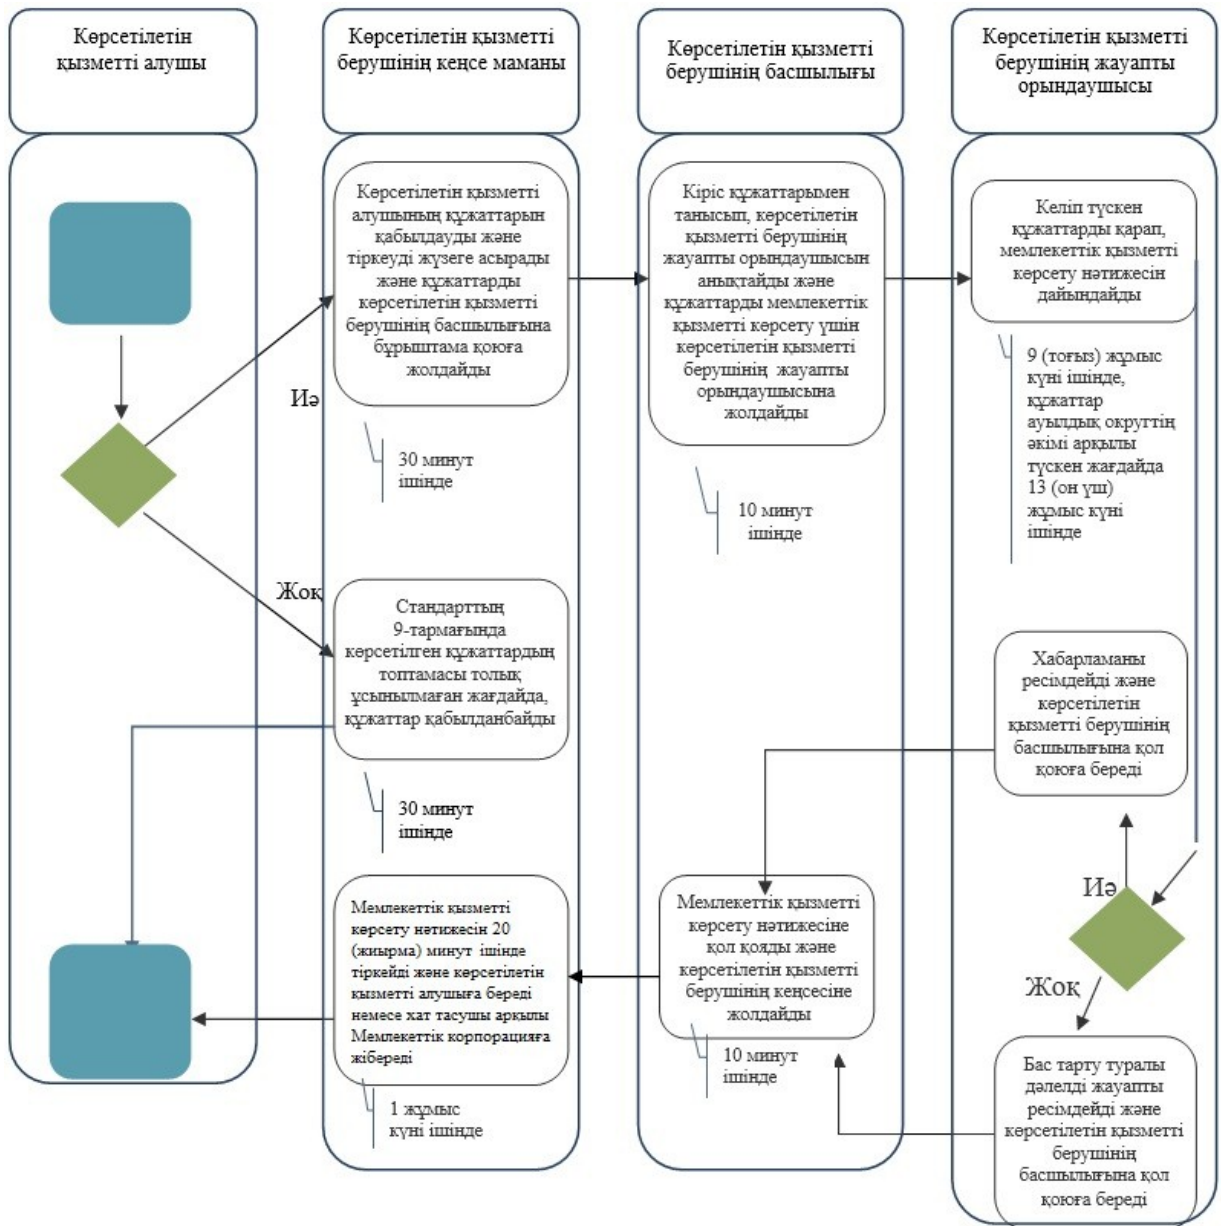 Көрсетілетін
қызметті алушы
Көрсетілетін қызметті
берушінің кеңсе маманы
Көрсетілетін қызметті
берушінің басшылығы
Көрсетілетін қызметті
берушінің жауапты
орындаушысы
Көрсетілетін қызметті
алушының құжаттарын
қабылдауды және
тіркеуді жүзеге асырады
және құжаттарды
көрсетілетін қызметті
берушінің басшылығына
бұрыштама қоюға
жолдайды
Кіріс құжаттарымен
танысып, көрсетілетін
қызметті берушінің
жауапты орындаушысын
анықтайды және
құжаттарды мемлекеттік
қызметті көрсету үшін
көрсетілетін қызметті
берушінің жауапты
орындаушысына
жолдайды
Келіп түскен
құжаттарды қарап,
мемлекеттік қызметті
көрсету нәтижесін
дайындайды
Иә
30 минут
ішінде
10 минут
ішінде
9 (тоғыз) жұмыс
күні ішінде,
құжаттар
ауылдық округтің
әкімі арқылы
түскен жағдайда
13 (он үш)
жұмыс күні
ішінде
Жоқ
Стандарттың
9-тармағында
көрсетілген құжаттардың
топтамасы толық
ұсынылмаған жағдайда,
құжаттар қабылданбайды
30 минут
ішінде
Хабарламаны
ресімдейді және
көрсетілетін
қызметті берушінің
басшылығына қол
қоюға береді
Мемлекеттік қызметті
көрсету нәтижесін 20
(жиырма) минут ішінде
тіркейді және көрсетілетін
қызметті алушыға береді
немесе хат тасушы арқылы
Мемлекеттік корпорацияға
жібереді
1 жұмыс
күні ішінде
Мемлекеттік қызметті
көрсету нәтижесіне
қол қояды және
көрсетілетін қызметті
берушінің кеңсесіне
жолдайды
10 минут
ішінде
Иә
Жоқ
Бас тарту туралы
дәлелді жауапты
ресімдейді және
көрсетілетін қызметті
берушінің
басшылығына қол
қоюға береді